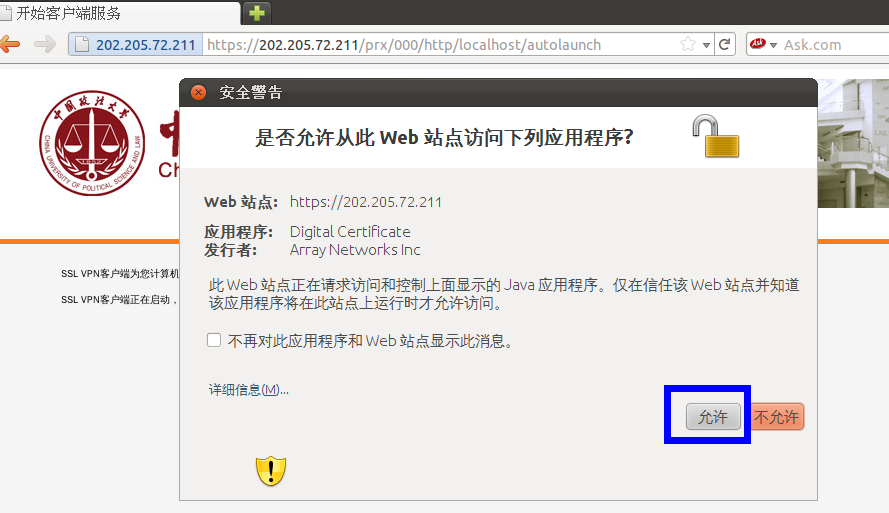 开始客户端服务
202.205.72.211
https://202.205.72.211/prx/000/http/localhost/autolaunch
Ask
Ask.com
安全警告
是否允许从此 Web 站点访问下列应用程序?
中国政法大学
CHINA UNIVERSITY OF POLITICAL SCIENCE AND LAW
中
Ch
Web 站点: https://202.205.72.211
应用程序: Digital Certificate
发行者: Array Networks Inc
SSL VPN客户端为您计算机
此 Web 站点正在请求访问和控制上面显示的 Java 应用程序。仅在信任该 Web 站点并知道
该应用程序将在此站点上运行时才允许访问。
SSL VPN客户端正在启动，
不再对此应用程序和 Web 站点显示此消息。
详细信息(M)...
允许
不允许